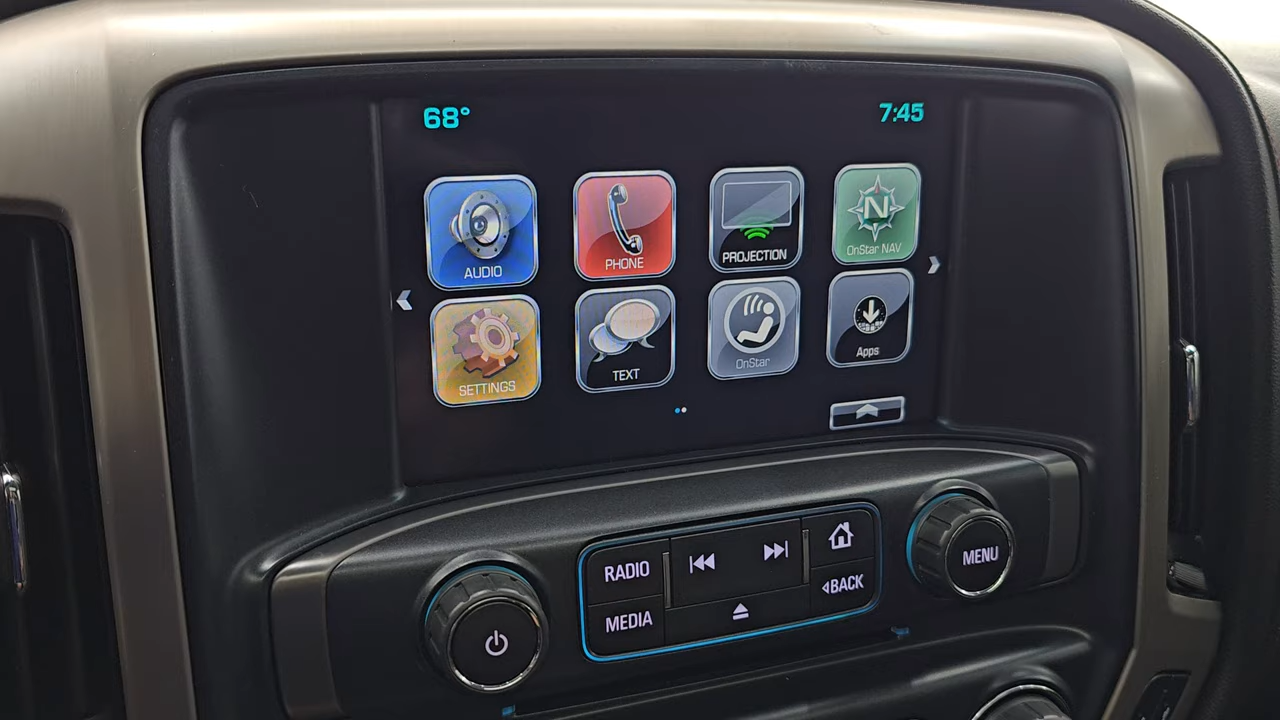 68°
7:45
AUDIO
PHONE
PROJECTION
N
OnStar NAV
SETTINGS
TEXT
OnStar
Apps
RADIO
MEDIA
BACK
MENU